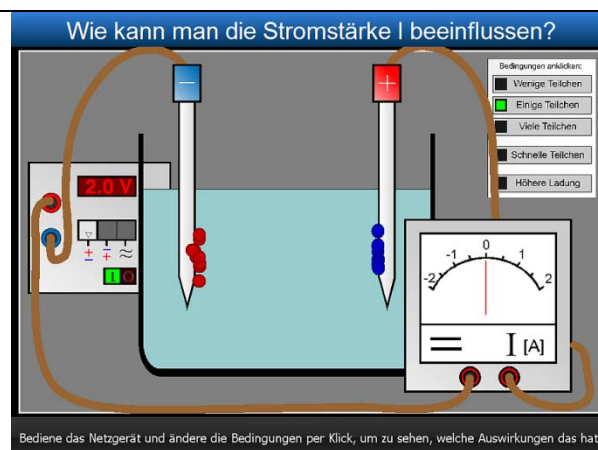 Wie kann man die Stromstärke I beeinflussen?
Bedingungen anklicken:
Wenige Teilchen
Einige Teilchen
Viele Teilchen
Schnelle Teilchen
Höhere Ladung
2.0 V
I O
-2 -1 0 1 2
I [A]
Bediene das Netzgerät und ändere die Bedingungen per Klick, um zu sehen, welche Auswirkungen das hat